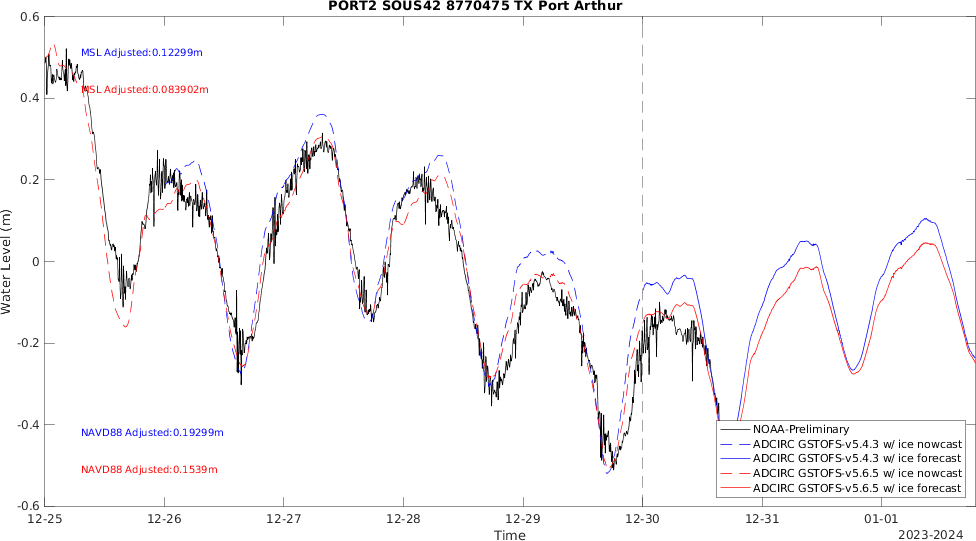 PORT2 SOUS42 8770475 TX Port Arthur
Water Level (m)
0.6
0.4
0.2
0
-0.2
-0.4
-0.6
MSL Adjusted:0.12299m
MSL Adjusted:0.083902m
NAVD88 Adjusted:0.19299m
NAVD88 Adjusted:0.1539m
NOAA-Preliminary
ADCIRC GSTOFS-v5.4.3 w/ ice nowcast
ADCIRC GSTOFS-v5.4.3 w/ ice forecast
ADCIRC GSTOFS-v5.6.5 w/ ice nowcast
ADCIRC GSTOFS-v5.6.5 w/ ice forecast
12-25 12-26 12-27 12-28 12-29 12-30 12-31 01-01
Time
2023-2024